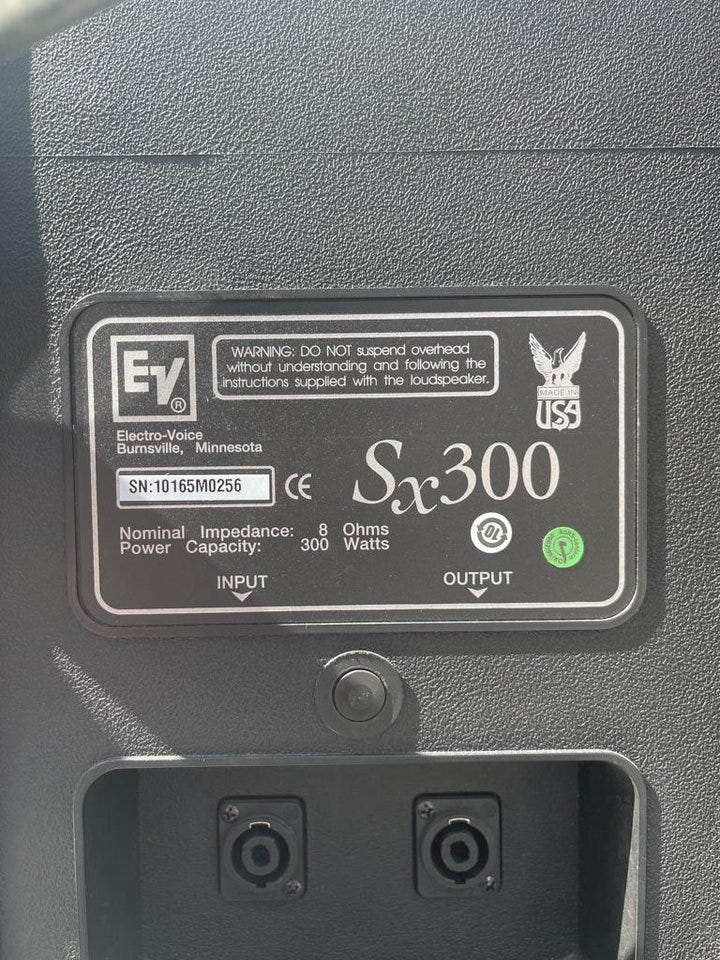 EV®
WARNING: DO NOT suspend overhead
without understanding and following the
instructions supplied with the loudspeaker.
MADE IN
USA
Electro-Voice
Burnsville, Minnesota
SN:10165M0256
CE
Sx300
Nominal Impedance: 8 Ohms
Power Capacity: 300 Watts
10
INPUT
OUTPUT